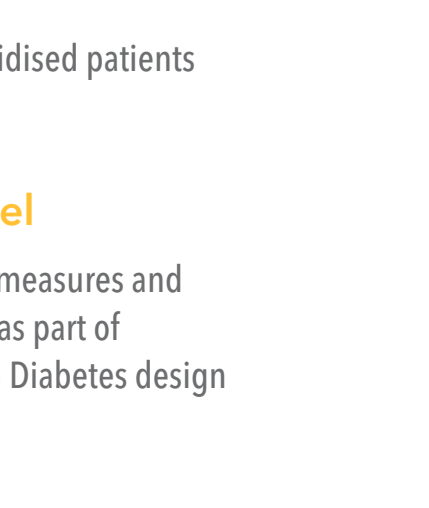 idised patients
el
measures and
as part of
Diabetes design